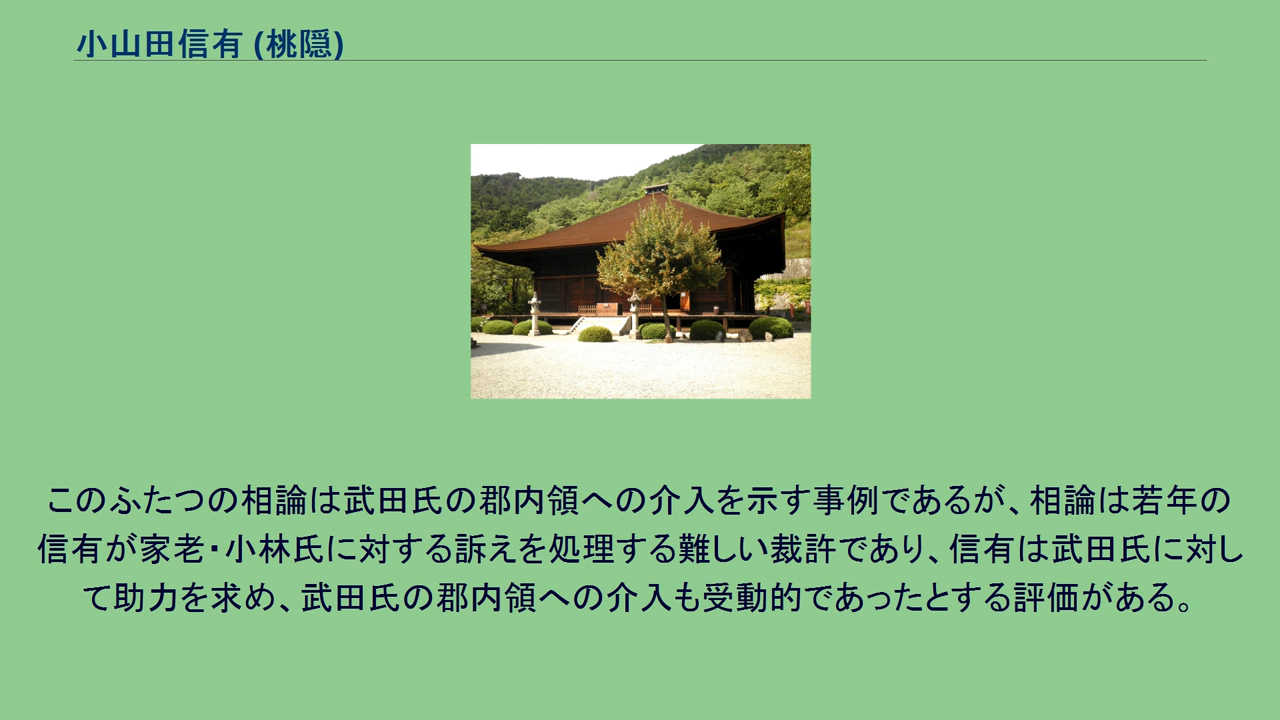 小山田信有 (桃隠)
このふたつの相論は武田氏の郡内領への介入を示す事例であるが、相論は若年の
信有が家老・小林氏に対する訴えを処理する難しい裁許であり、信有は武田氏に対し
て助力を求め、武田氏の郡内領への介入も受動的であったとする評価がある。